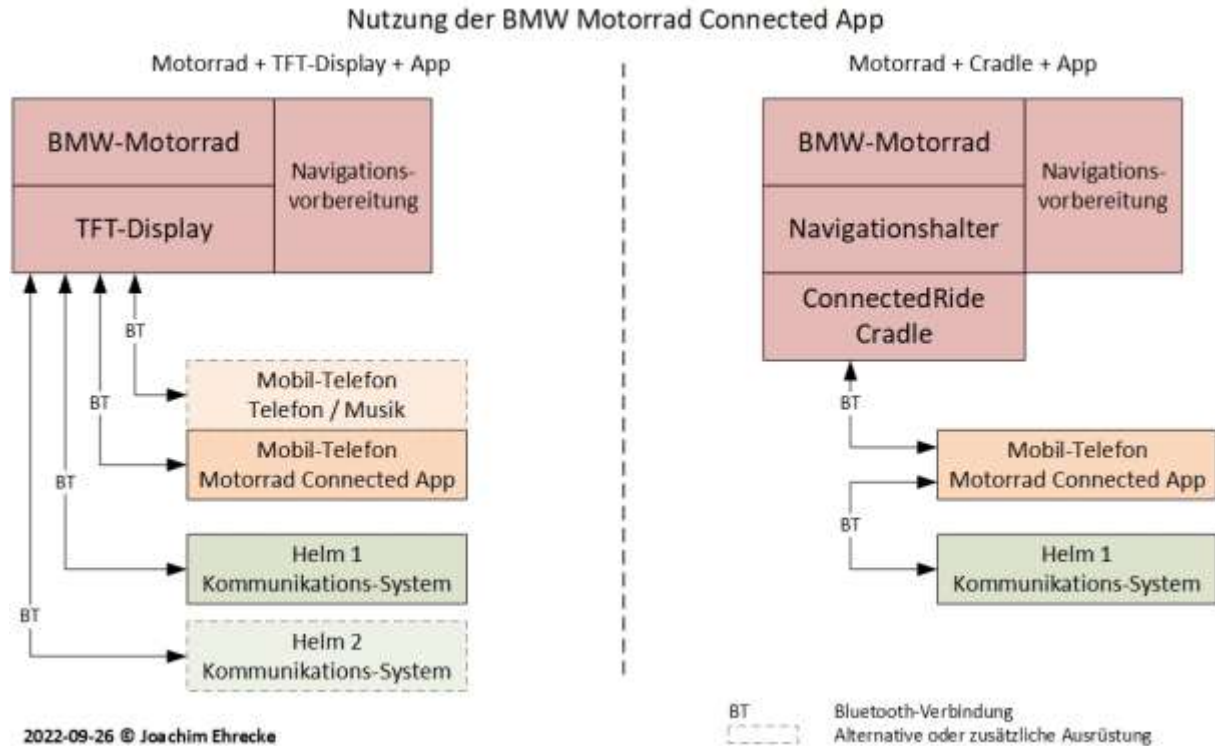 Nutzung der BMW Motorrad Connected App
Motorrad + TFT-Display + App
BMW-Motorrad
Navigations-
vorbereitung
TFT-Display
BT
Mobil-Telefon
Telefon / Musik
BT
Mobil-Telefon
Motorrad Connected App
BT
Helm 1
Kommunikations-System
BT
Helm 2
Kommunikations-System
2022-09-26 © Joachim Ehrecke
Motorrad + Cradle + App
BMW-Motorrad
Navigations-
vorbereitung
Navigationshalter
ConnectedRide
Cradle
BT
Mobil-Telefon
Motorrad Connected App
BT
Helm 1
Kommunikations-System
BT Bluetooth-Verbindung
Alternative oder zusätzliche Ausrüstung